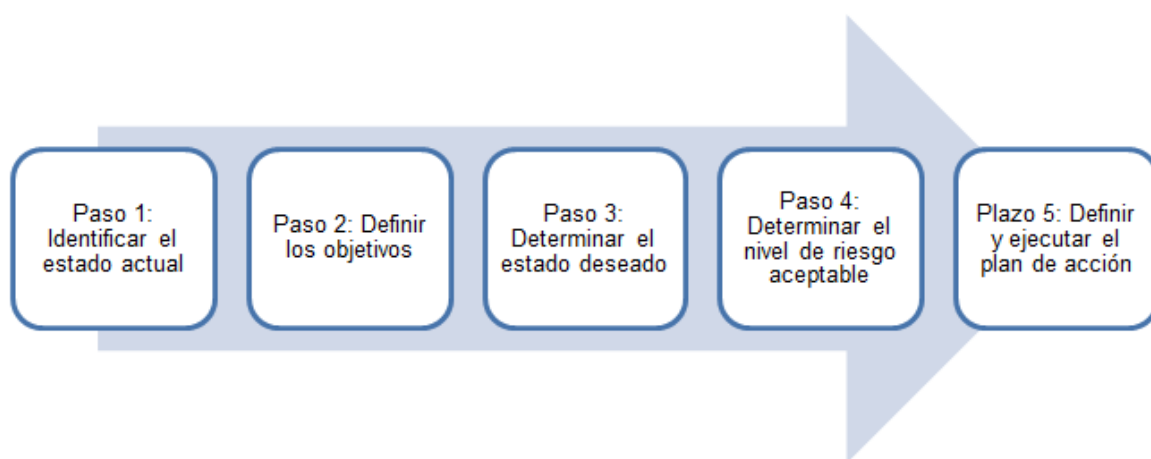 Paso 1:
Identificar el
estado actual
Paso 2: Definir
los objetivos
Paso 3:
Determinar el
estado deseado
Paso 4:
Determinar el
nivel de riesgo
aceptable
Plazo 5: Definir
y ejecutar el
plan de acción